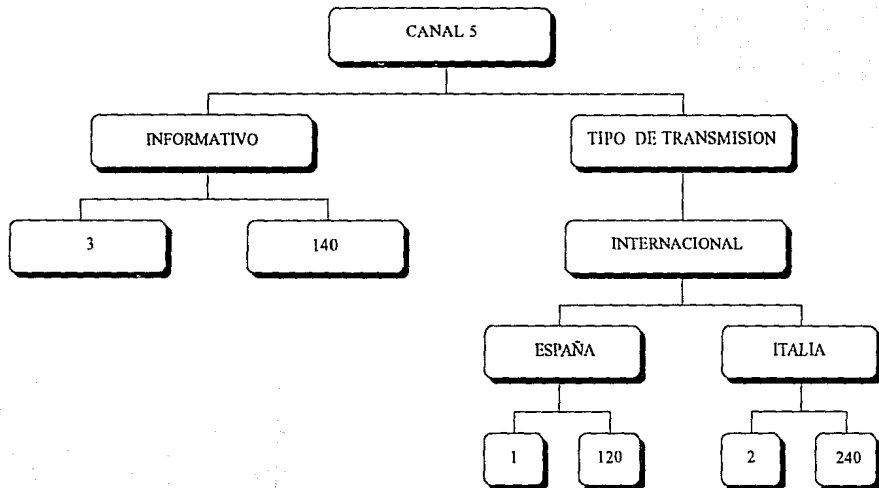 CANAL 5
INFORMATIVO
TIPO DE TRANSMISION
3
140
INTERNACIONAL
ESPAÑA
ITALIA
1
120
2
240